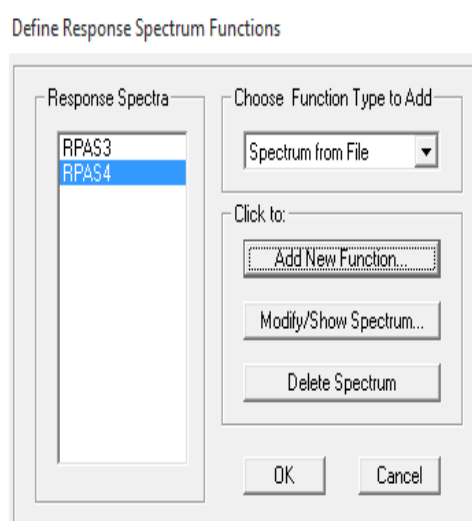 Define Response Spectrum Functions
Response Spectra
RPAS3
RPAS4
Choose Function Type to Add
Spectrum from File
Click to:
Add New Function...
Modify/Show Spectrum...
Delete Spectrum
OK
Cancel